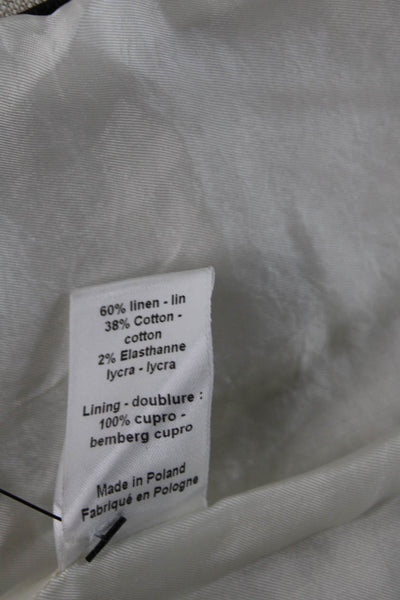 60% linen - lin
38% Cotton -
cotton
2% Elasthanne
lycra - lycra
Lining - doublure :
100% cupro -
bemberg cupro
Made in Poland
Fabriqué en Pologne